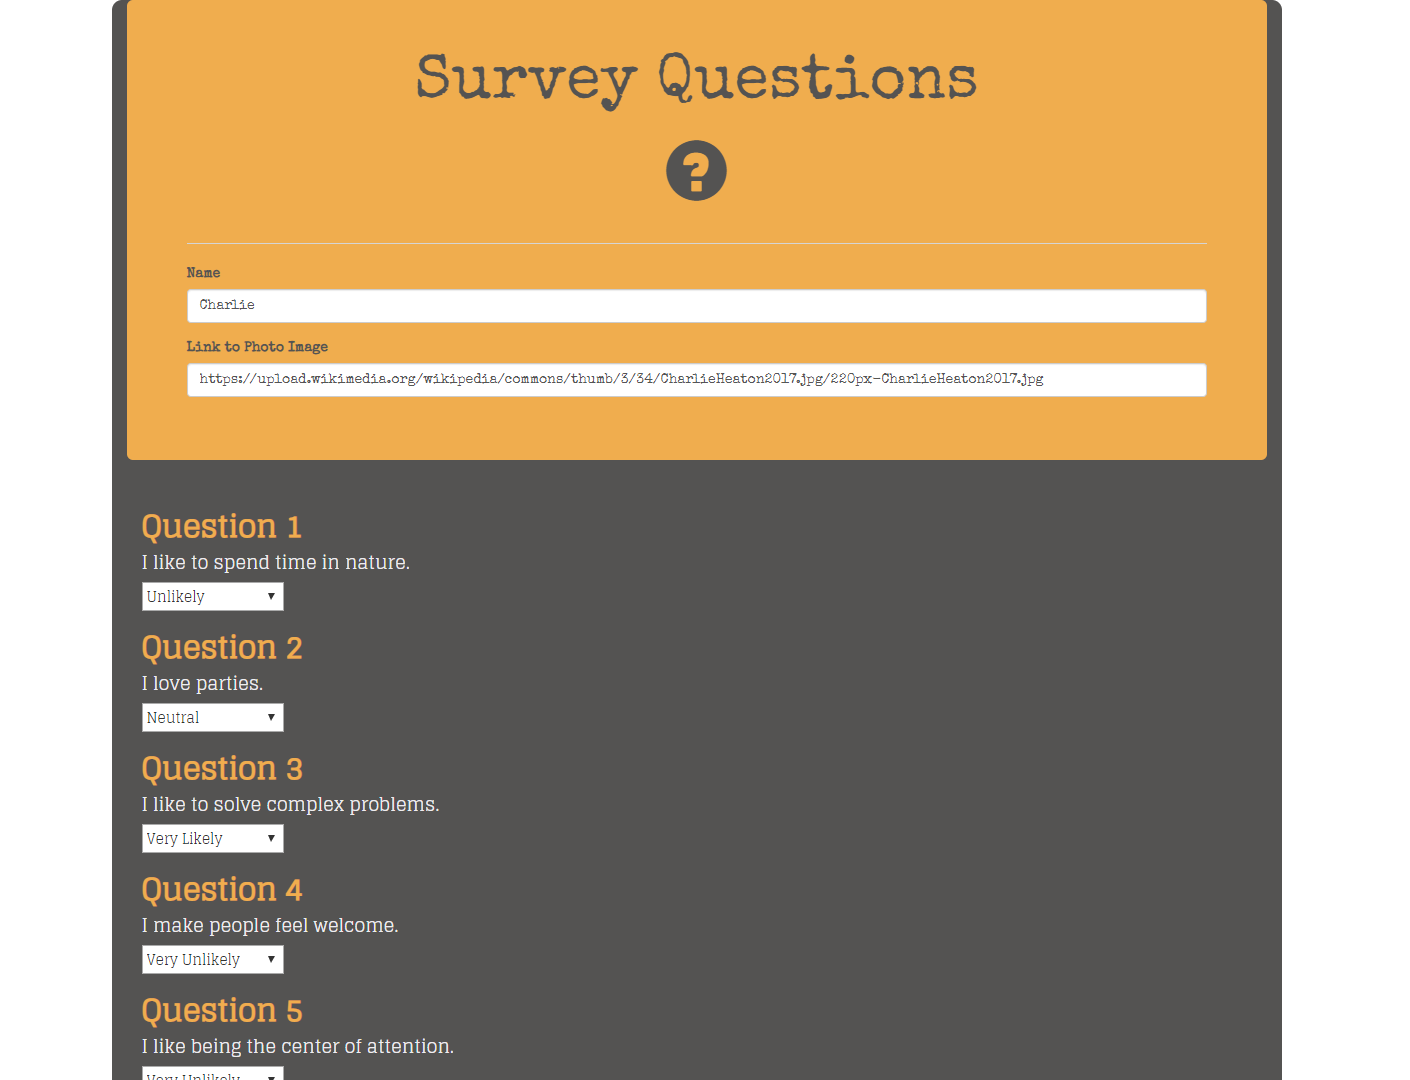 Survey Questions
Name
Charlie
Link to Photo Image
https://upload.wikimedia.org/wikipedia/commons/thumb/3/34/CharlieHeaton2017.jpg/220px-CharlieHeaton2017.jpg
Question 1
I like to spend time in nature.
Unlikely
Question 2
I love parties.
Neutral
Question 3
I like to solve complex problems.
Very Likely
Question 4
I make people feel welcome.
Very Unlikely
Question 5
I like being the center of attention.
Very Unlikely